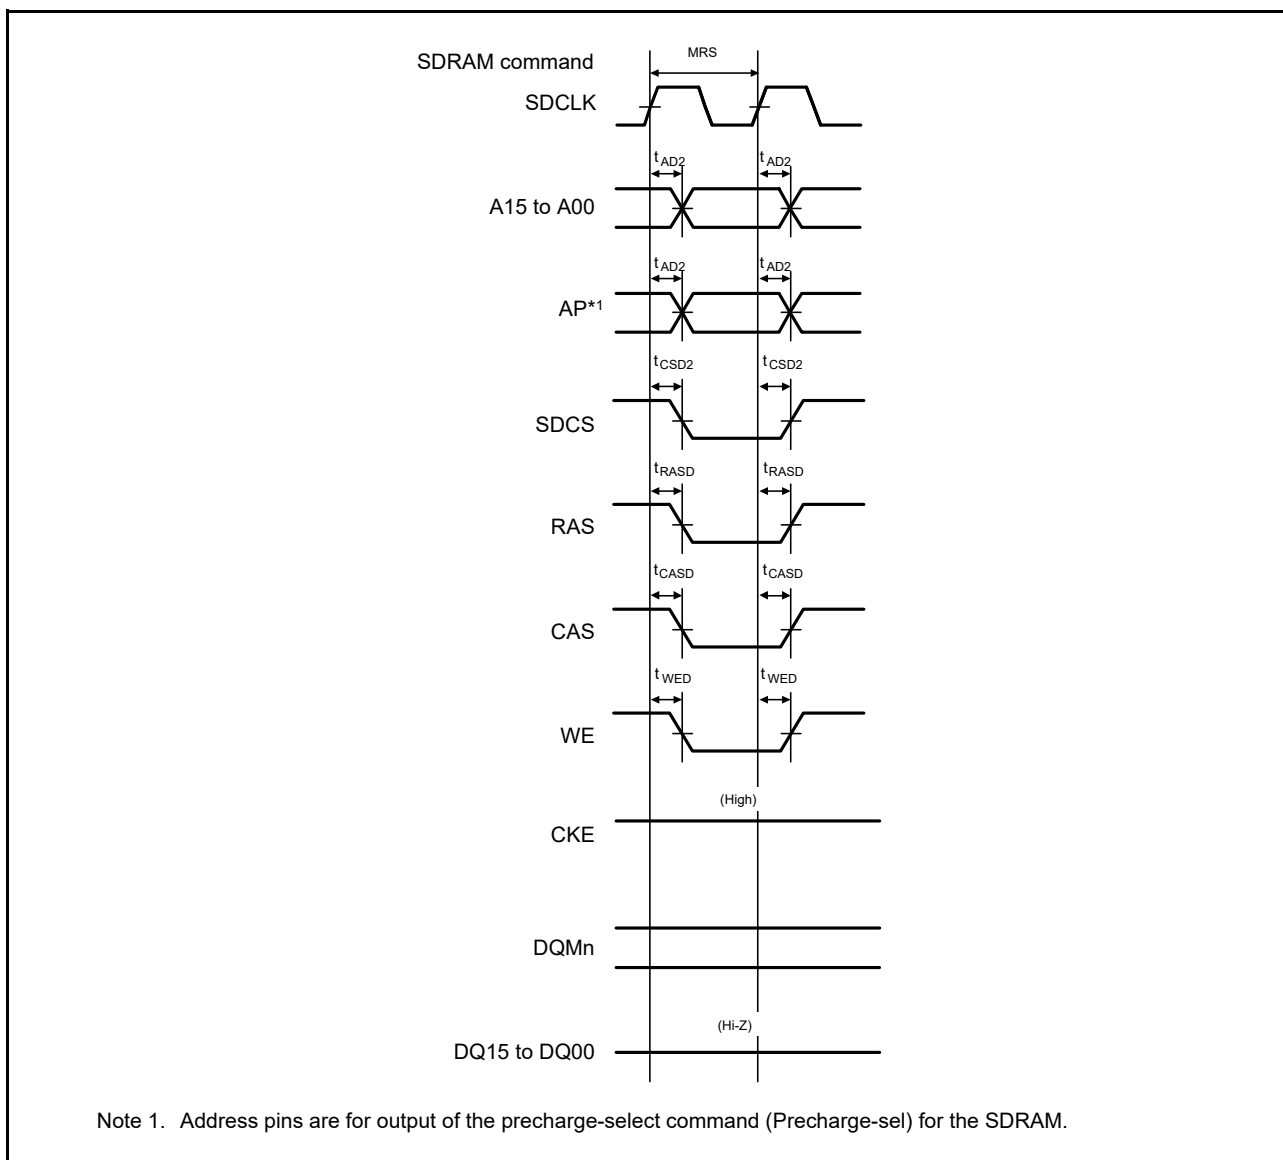 MRS
SDRAM command
SDCLK
tAD2 tAD2
A15 to A00
tAD2 tAD2
AP*1
tCSD2 tCSD2
SDCS
tRASD tRASD
RAS
tCASD tCASD
CAS
tWED tWED
WE
(High)
CKE
DQMn
(Hi-Z)
DQ15 to DQ00
Note 1. Address pins are for output of the precharge-select command (Precharge-sel) for the SDRAM.